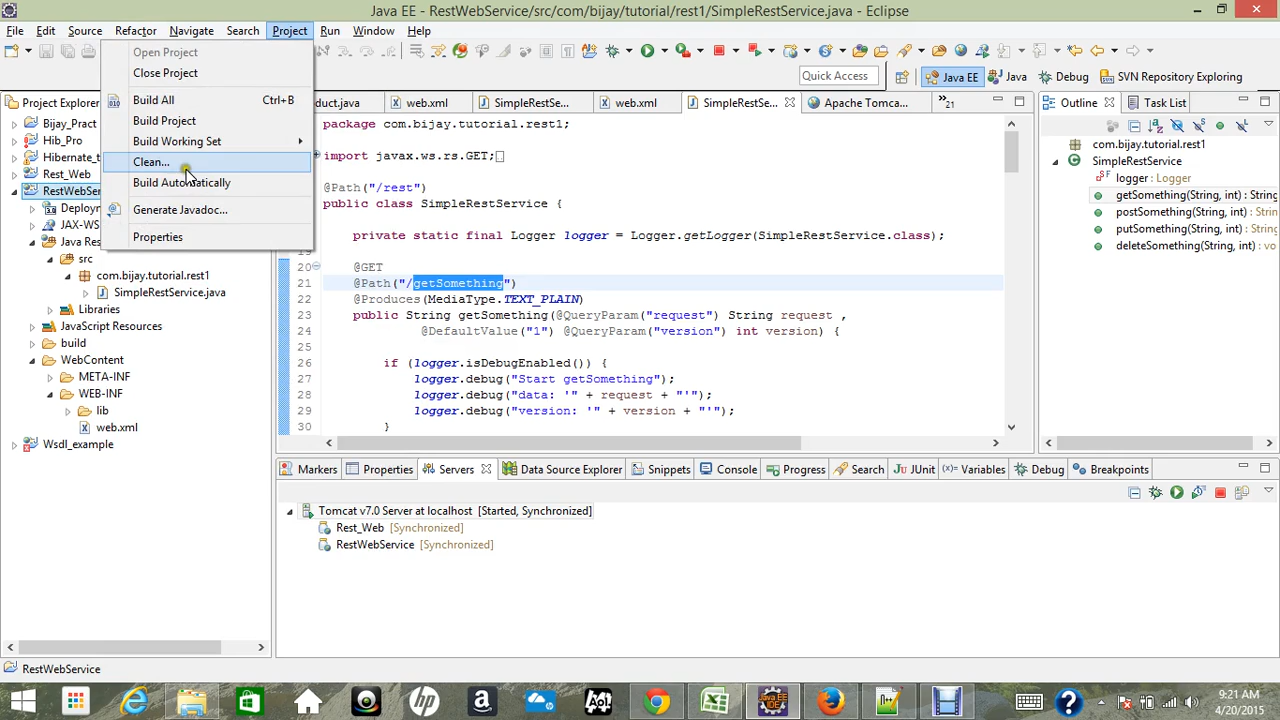 Java EE - RestWebService/src/com/bijay/tutorial/rest1/SimpleRestService.java - Eclipse
File Edit Source Refactor Navigate Search Project Run Window Help
Quick Access Java EE Java Debug SVN Repository Exploring
Open Project
Close Project
Build All Ctrl+B
Build Project
Build Working Set
Clean...
Build Automatically
Generate Javadoc...
Properties
Project Explorer
Bijay_Pract
Hib_Pro
Hibernate_t
Rest_Web
RestWebSer
Deploym
JAX-WS
Java Res
src
com.bijay.tutorial.rest1
SimpleRestService.java
Libraries
JavaScript Resources
build
WebContent
META-INF
WEB-INF
lib
web.xml
Wsdl_example
duct.java web.xml SimpleRestSe... web.xml SimpleRestSe... Apache Tomca... »21
package com.bijay.tutorial.rest1;
import javax.ws.rs.GET;
@Path("/rest")
public class SimpleRestService {
private static final Logger logger = Logger.getLogger(SimpleRestService.class);
20 @GET
21 @Path("/getSomething")
22 @Produces(MediaType.TEXT_PLAIN)
23 public String getSomething(@QueryParam("request") String request ,
24 @DefaultValue("1") @QueryParam("version") int version) {
25
26 if (logger.isDebugEnabled()) {
27 logger.debug("Start getSomething");
28 logger.debug("data: '" + request + "'");
29 logger.debug("version: '" + version + "'");
30 }
Outline Task List
com.bijay.tutorial.rest1
SimpleRestService
logger : Logger
getSomething(String, int) : String
postSomething(String, int) : String
putSomething(String, int) : String
deleteSomething(String, int) : String
Markers Properties Servers Data Source Explorer Snippets Console Progress Search JUnit (x)= Variables Debug Breakpoints
Tomcat v7.0 Server at localhost [Started, Synchronized]
Rest_Web [Synchronized]
RestWebService [Synchronized]
RestWebService
9:21 AM
4/20/2015